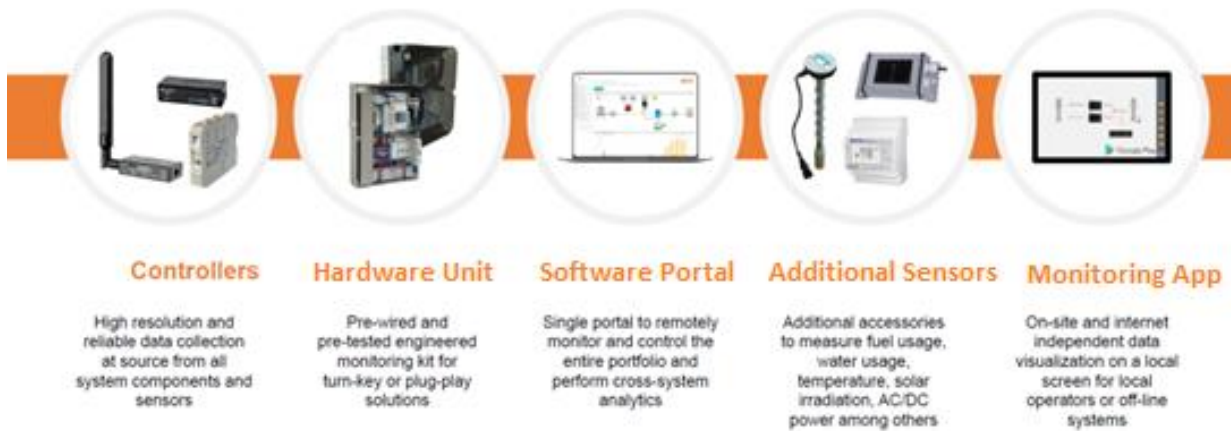 Google Play
Controllers
High resolution and
reliable data collection
at source from all
system components and
sensors
Hardware Unit
Pre-wired and
pre-tested engineered
monitoring kit for
turn-key or plug-play
solutions
Software Portal
Single portal to remotely
monitor and control the
entire portfolio and
perform cross-system
analytics
Additional Sensors
Additional accessories
to measure fuel usage,
water usage,
temperature, solar
irradiation, AC/DC
power among others
Monitoring App
On-site and internet
independent data
visualization on a local
screen for local
operators or off-line
systems